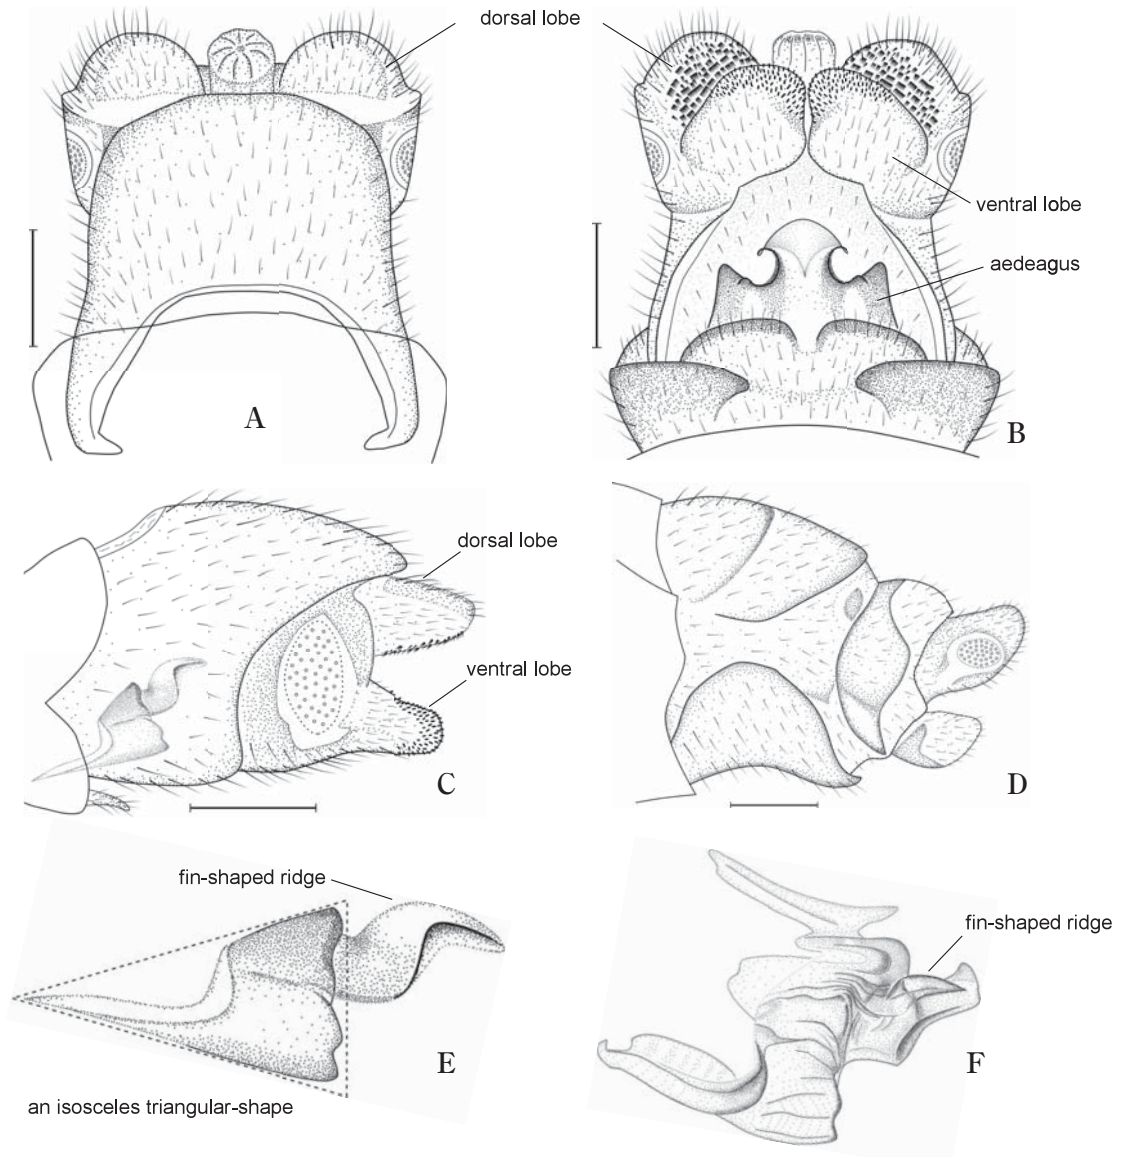 dorsal lobe
ventral lobe
aedeagus
A
B
dorsal lobe
ventral lobe
C
D
fin-shaped ridge
fin-shaped ridge
E
F
an isosceles triangular-shape